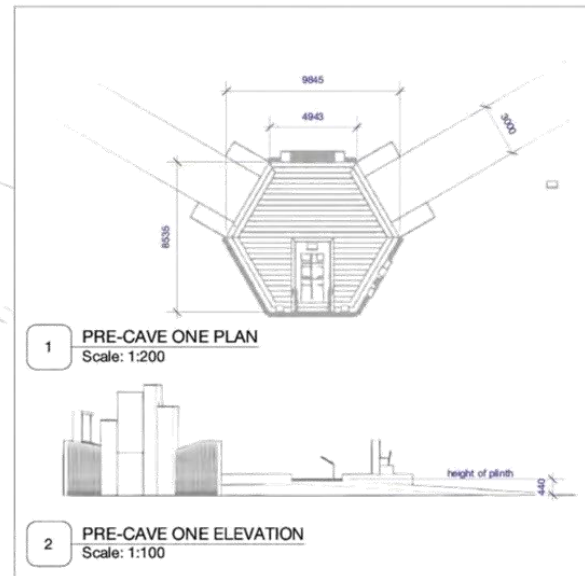 9845
4943
3000
8535
1
PRE-CAVE ONE PLAN
Scale: 1:200
height of plinth
440
2
PRE-CAVE ONE ELEVATION
Scale: 1:100